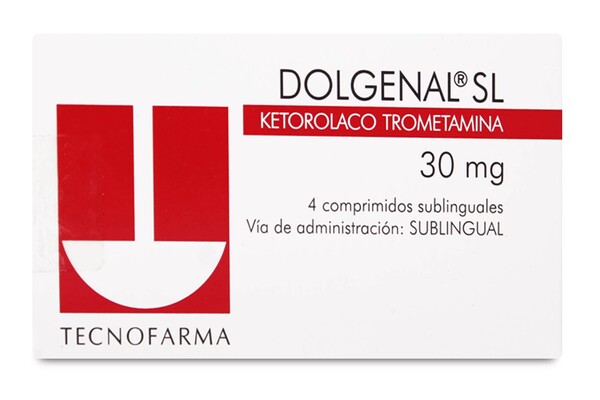 DOLGENAL® SL
KETOROLACO TROMETAMINA
30 mg
4 comprimidos sublinguales
Vía de administración: SUBLINGUAL
TECNOFARMA